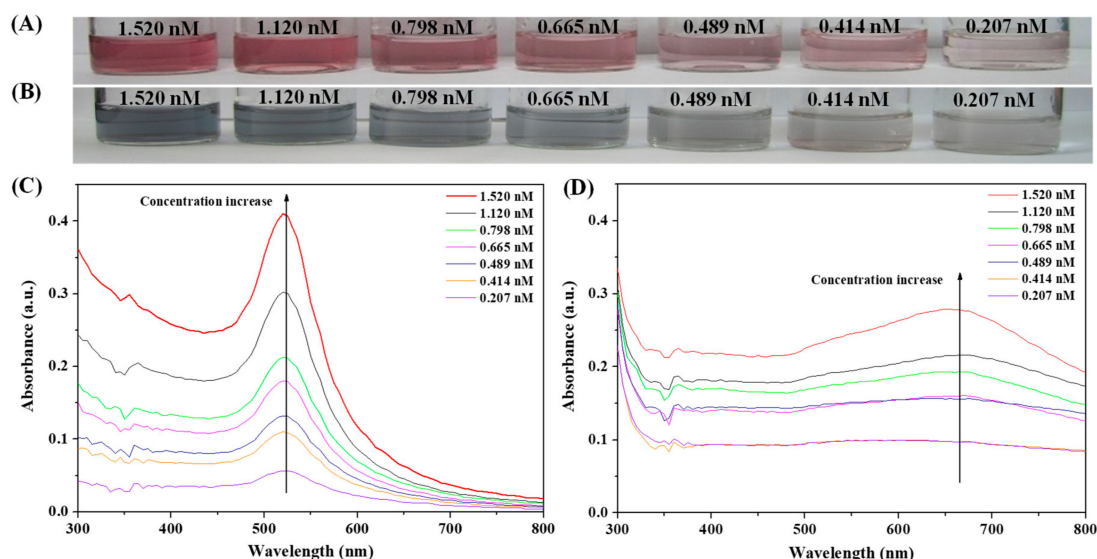 (A)
1.520 nM 1.120 nM 0.798 nM 0.665 nM 0.489 nM 0.414 nM 0.207 nM
(B)
1.520 nM 1.120 nM 0.798 nM 0.665 nM 0.489 nM 0.414 nM 0.207 nM
(C)
Concentration increase
1.520 nM
1.120 nM
0.798 nM
0.665 nM
0.489 nM
0.414 nM
0.207 nM
Absorbance (a.u.)
0.4
0.3
0.2
0.1
0.0
300 400 500 600 700 800
Wavelength (nm)
(D)
1.520 nM
1.120 nM
0.798 nM
0.665 nM
0.489 nM
0.414 nM
0.207 nM
Concentration increase
Absorbance (a.u.)
0.4
0.3
0.2
0.1
0.0
300 400 500 600 700 800
Wavelength (nm)